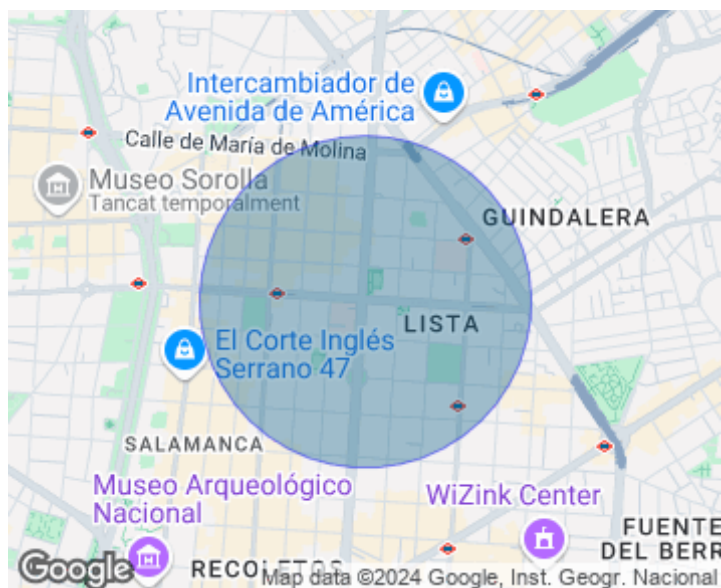 Intercambiador de
Avenida de América
Calle de María de Molina
Museo Sorolla
Tancat temporalment
GUINDALERA
LISTA
El Corte Inglés
Serrano 47
SALAMANCA
Museo Arqueológico
Nacional
WiZink Center
FUENTE
DEL BERR
RECOLETOS
Google
Map data ©2024 Google, Inst. Geogr. Nacional